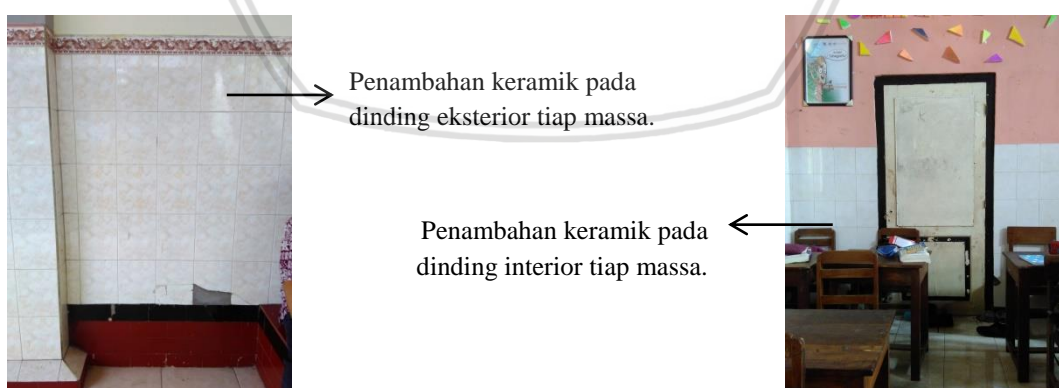 Penambahan keramik pada
dinding eksterior tiap massa.
Penambahan keramik pada
dinding interior tiap massa.